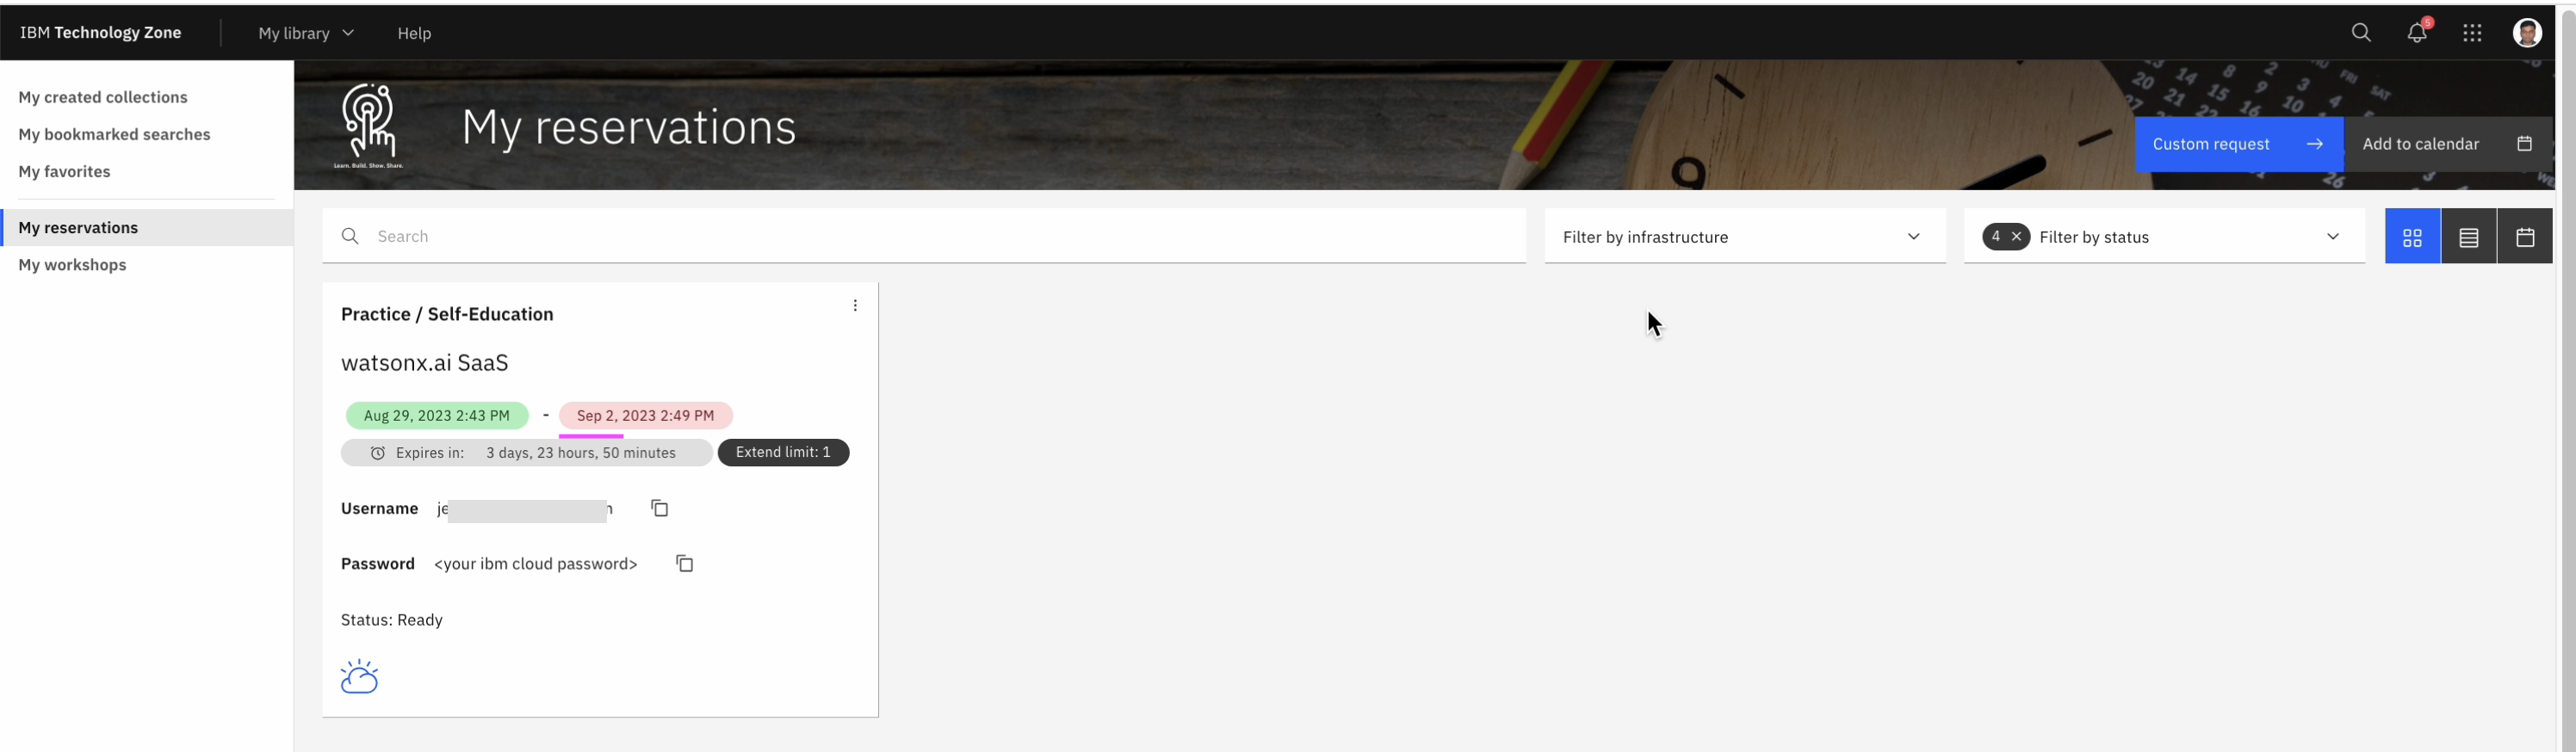 IBM Technology Zone
My library
Help
5
My created collections
My bookmarked searches
My favorites
My reservations
My workshops
Learn. Build. Show. Share.
My reservations
Custom request
Add to calendar
Search
Filter by infrastructure
4 × Filter by status
Practice / Self-Education
watsonx.ai SaaS
Aug 29, 2023 2:43 PM - Sep 2, 2023 2:49 PM
Expires in: 3 days, 23 hours, 50 minutes
Extend limit: 1
Username je n
Password <your ibm cloud password>
Status: Ready